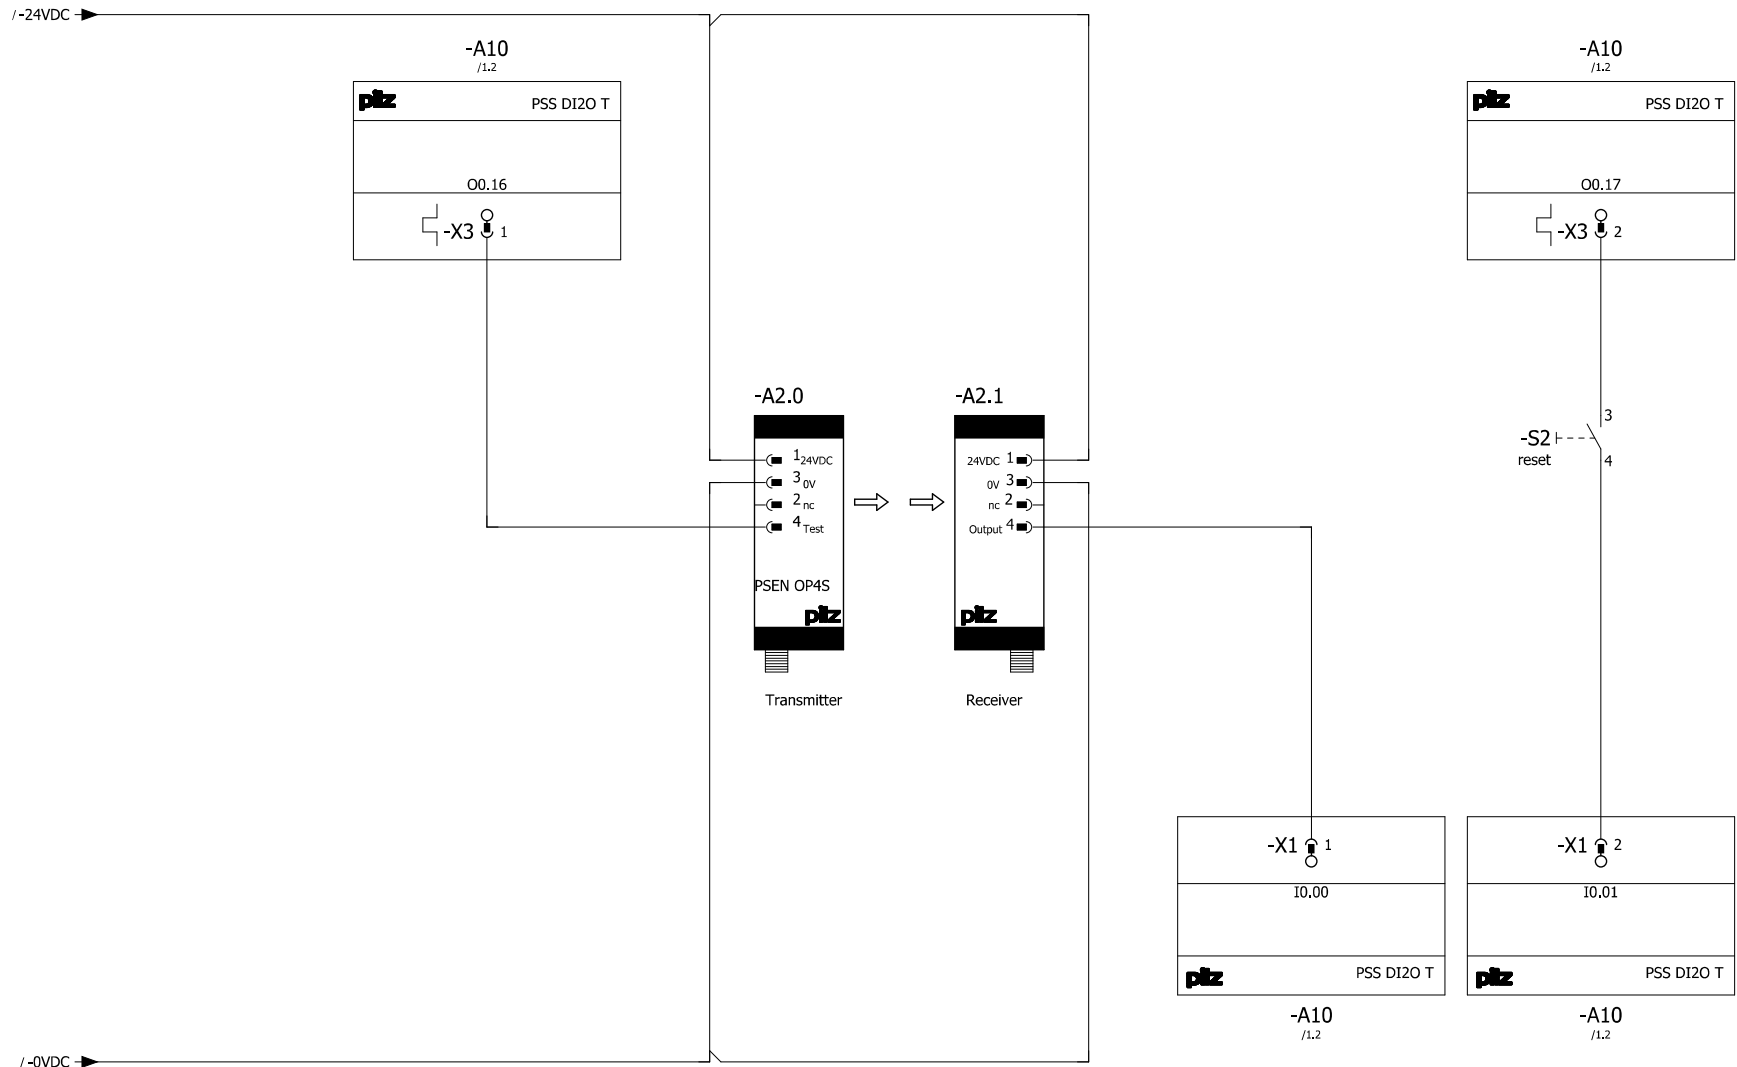 / -24VDC
-A10
/1.2
pilz PSS DI2O T
O0.16
-X3 1
-A10
/1.2
pilz PSS DI2O T
O0.17
-X3 2
-A2.0
1 24VDC
3 0V
2 nc
4 Test
PSEN OP4S
pilz
Transmitter
-A2.1
24VDC 1
0V 3
nc 2
Output 4
pilz
Receiver
3
-S2
reset
4
-X1 1
I0.00
pilz PSS DI2O T
-A10
/1.2
-X1 2
I0.01
pilz PSS DI2O T
-A10
/1.2
/ -0VDC